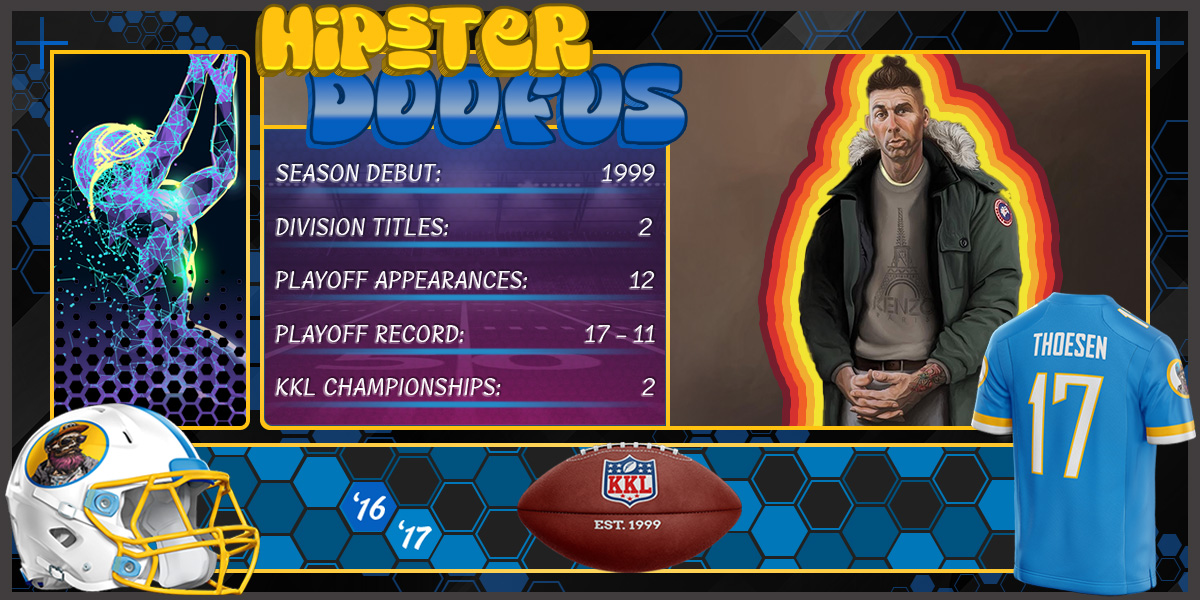 HIPSTER
DOOFUS
SEASON DEBUT: 1999
DIVISION TITLES: 2
PLAYOFF APPEARANCES: 12
PLAYOFF RECORD: 17 – 11
KKL CHAMPIONSHIPS: 2
KENZO
THOESEN
17
KKL
EST. 1999
‘16
‘17